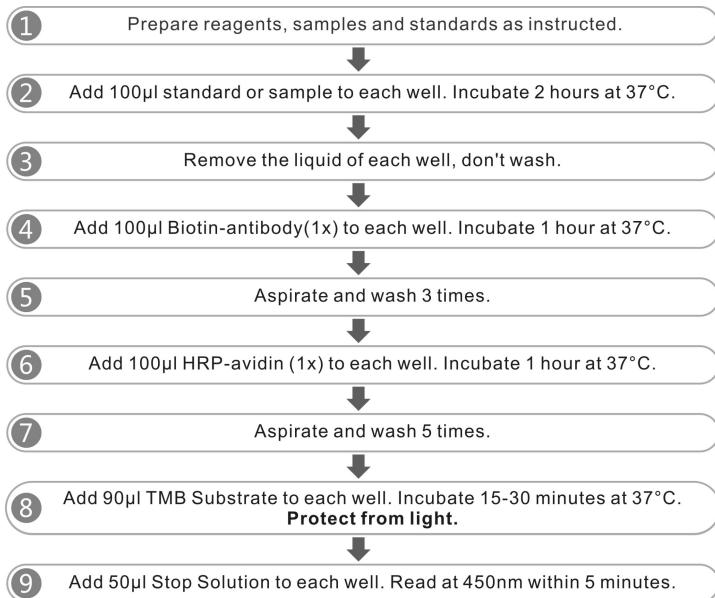 1 Prepare reagents, samples and standards as instructed.
2 Add 100μl standard or sample to each well. Incubate 2 hours at 37°C.
3 Remove the liquid of each well, don't wash.
4 Add 100μl Biotin-antibody(1x) to each well. Incubate 1 hour at 37°C.
5 Aspirate and wash 3 times.
6 Add 100μl HRP-avidin (1x) to each well. Incubate 1 hour at 37°C.
7 Aspirate and wash 5 times.
8 Add 90μl TMB Substrate to each well. Incubate 15-30 minutes at 37°C.
Protect from light.
9 Add 50μl Stop Solution to each well. Read at 450nm within 5 minutes.